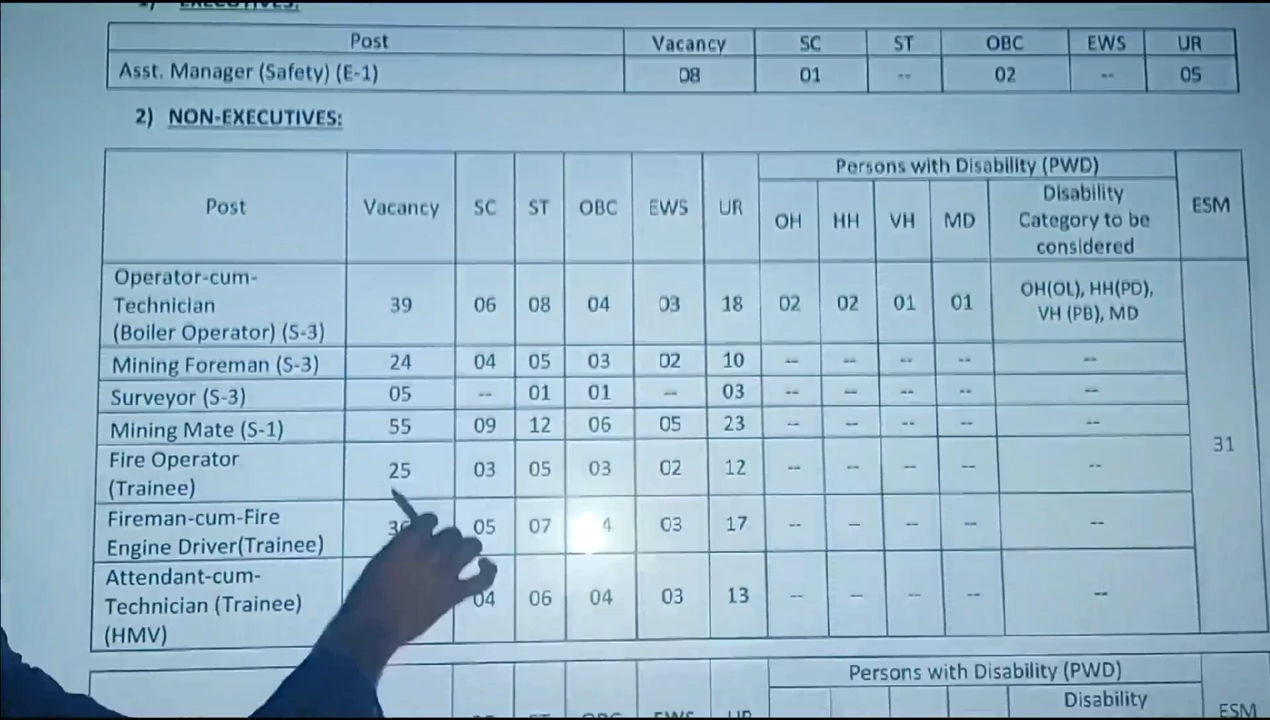 Post Vacancy SC ST OBC EWS UR
Asst. Manager (Safety) (E-1) 08 01 -- 02 -- 05
2) NON-EXECUTIVES:
Persons with Disability (PWD)
Post Vacancy SC ST OBC EWS UR OH HH VH MD Disability Category to be considered ESM
Operator-cum-
Technician
(Boiler Operator) (S-3) 39 06 08 04 03 18 02 02 01 01 OH(OL), HH(PD),
VH (PB), MD
Mining Foreman (S-3) 24 04 05 03 02 10 -- -- -- -- --
Surveyor (S-3) 05 -- 01 01 -- 03 -- -- -- -- --
Mining Mate (S-1) 55 09 12 06 05 23 -- -- -- -- --
31
Fire Operator
(Trainee) 25 03 05 03 02 12 -- -- -- -- --
Fireman-cum-Fire
Engine Driver(Trainee) 05 07 4 03 17 -- -- -- -- --
Attendant-cum-
Technician (Trainee)
(HMV) 04 06 04 03 13 -- -- -- -- --
Persons with Disability (PWD)
Disability
ESM